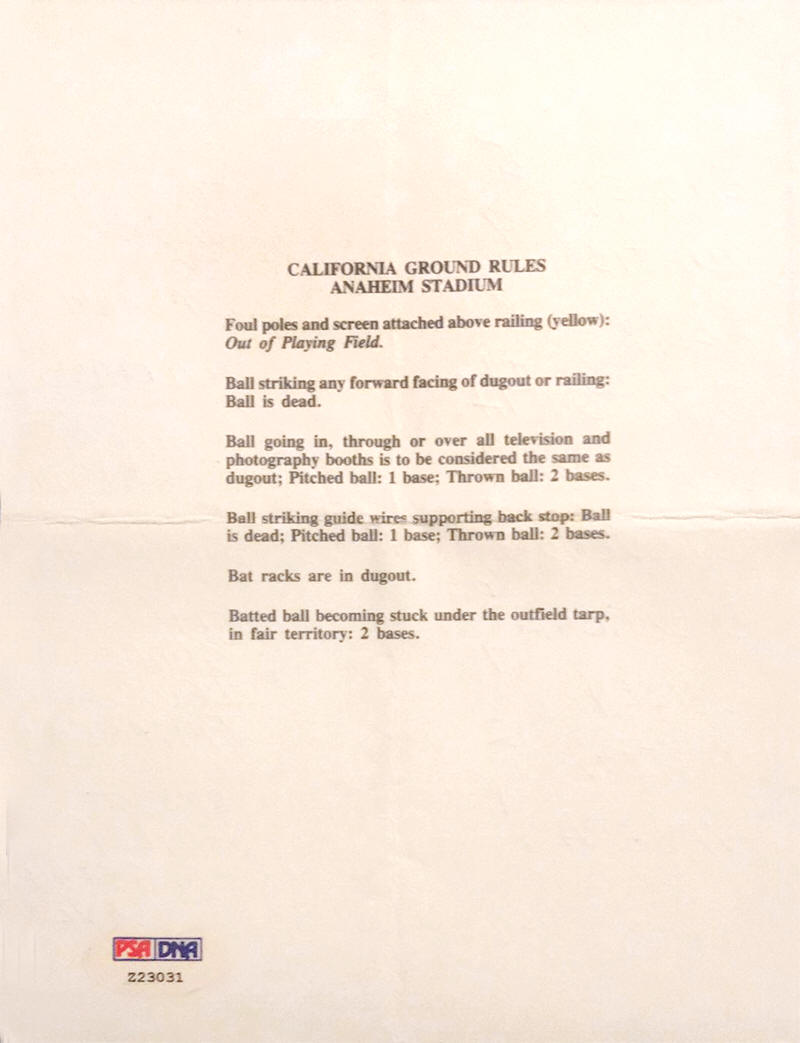 CALIFORNIA GROUND RULES
ANAHEIM STADIUM
Foul poles and screen attached above railing (yellow):
Out of Playing Field.
Ball striking any forward facing of dugout or railing:
Ball is dead.
Ball going in, through or over all television and
photography booths is to be considered the same as
dugout; Pitched ball: 1 base; Thrown ball: 2 bases.
Ball striking guide wires supporting back stop: Ball
is dead; Pitched ball: 1 base; Thrown ball: 2 bases.
Bat racks are in dugout.
Batted ball becoming stuck under the outfield tarp,
in fair territory: 2 bases.
PSA DNA
Z23031